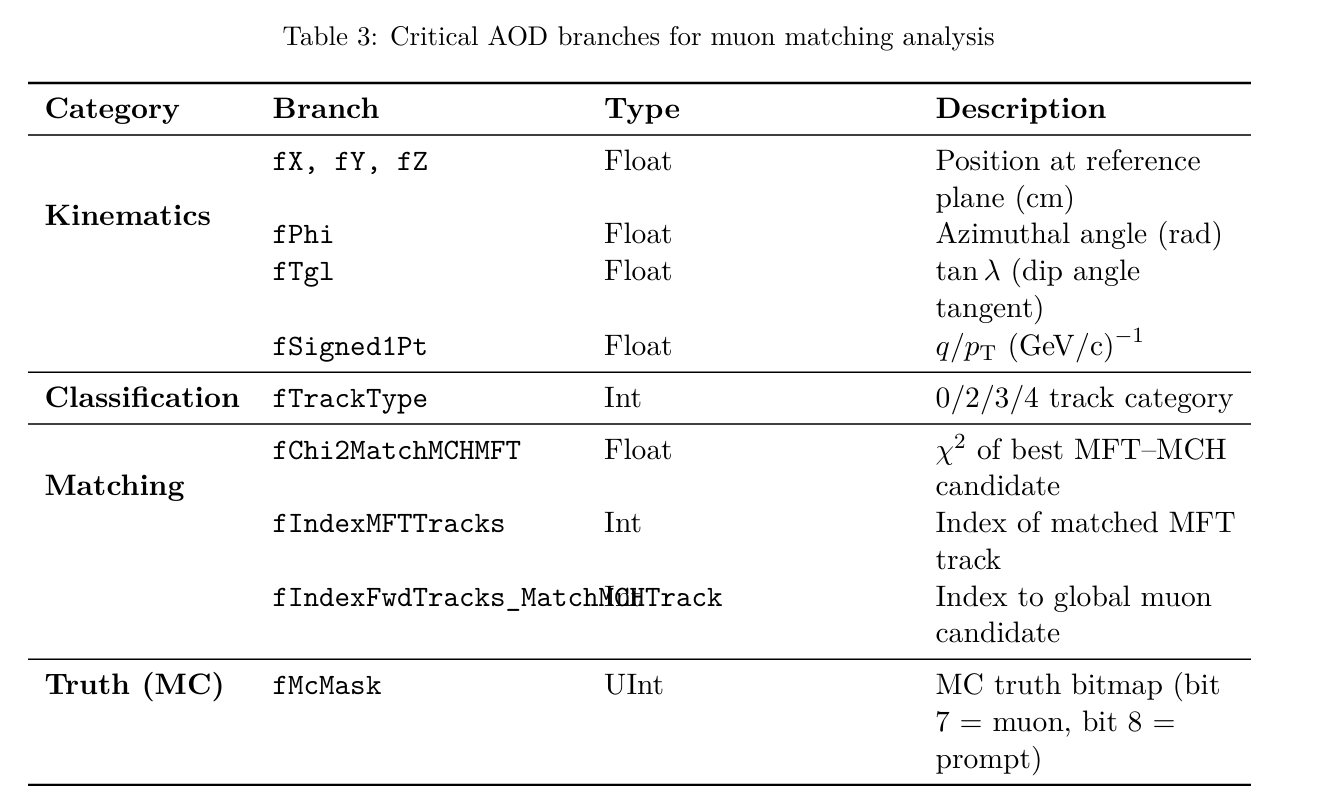 Table 3: Critical AOD branches for muon matching analysis
Category Branch Type Description
fX, fY, fZ Float Position at reference
plane (cm)
Kinematics
fPhi Float Azimuthal angle (rad)
fTgl Float tan λ (dip angle
tangent)
fSigned1Pt Float q/p_T (GeV/c)⁻¹
Classification fTrackType Int 0/2/3/4 track category
fChi2MatchMCHMFT Float χ² of best MFT–MCH
Matching candidate
fIndexMFTTracks Int Index of matched MFT
track
fIndexFwdTracks_MatchMCHTrack Int Index to global muon
candidate
Truth (MC) fMcMask UInt MC truth bitmap (bit
7 = muon, bit 8 =
prompt)